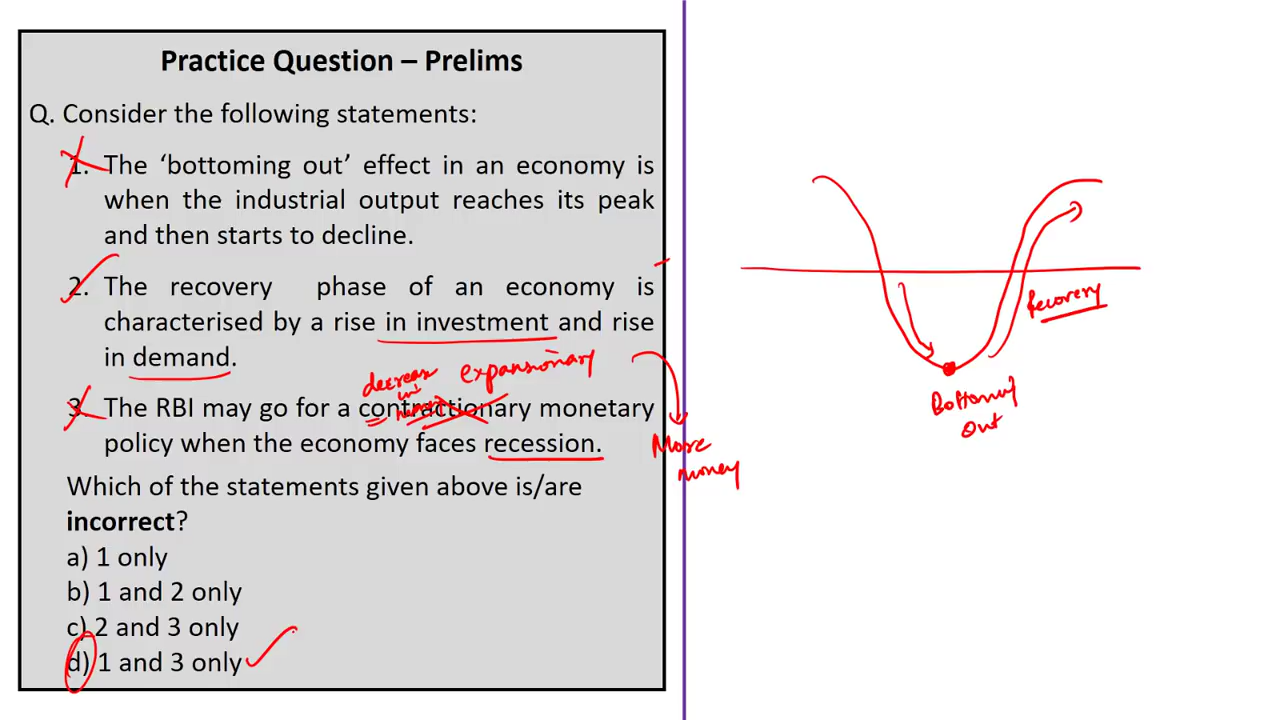 Practice Question – Prelims
Q. Consider the following statements:
1. The ‘bottoming out’ effect in an economy is
when the industrial output reaches its peak
and then starts to decline.
2. The recovery phase of an economy is
characterised by a rise in investment and rise
in demand.
decrease
in
expansionary
3. The RBI may go for a contractionary monetary
policy when the economy faces recession.
More
money
Which of the statements given above is/are
incorrect?
a) 1 only
b) 1 and 2 only
c) 2 and 3 only
d) 1 and 3 only
Recovery
Bottoming
Out